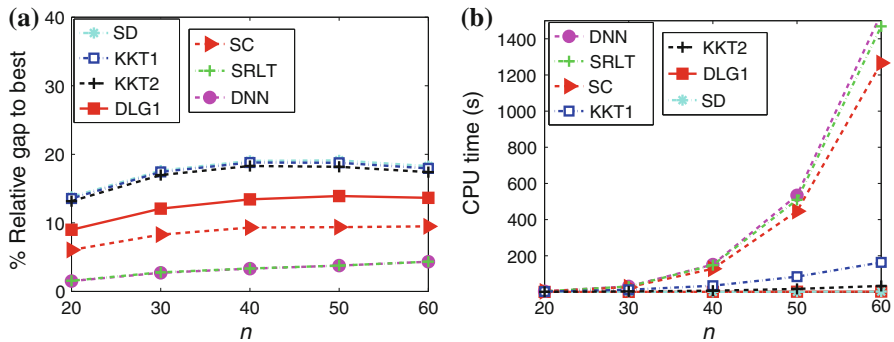 (a)
% Relative gap to best
40
30
20
10
0
SD
KKT1
KKT2
DLG1
SC
SRLT
DNN
20 30 40 50 60
n
(b)
CPU time (s)
1400
1200
1000
800
600
400
200
DNN
SRLT
SC
KKT1
KKT2
DLG1
SD
20 30 40 50 60
n